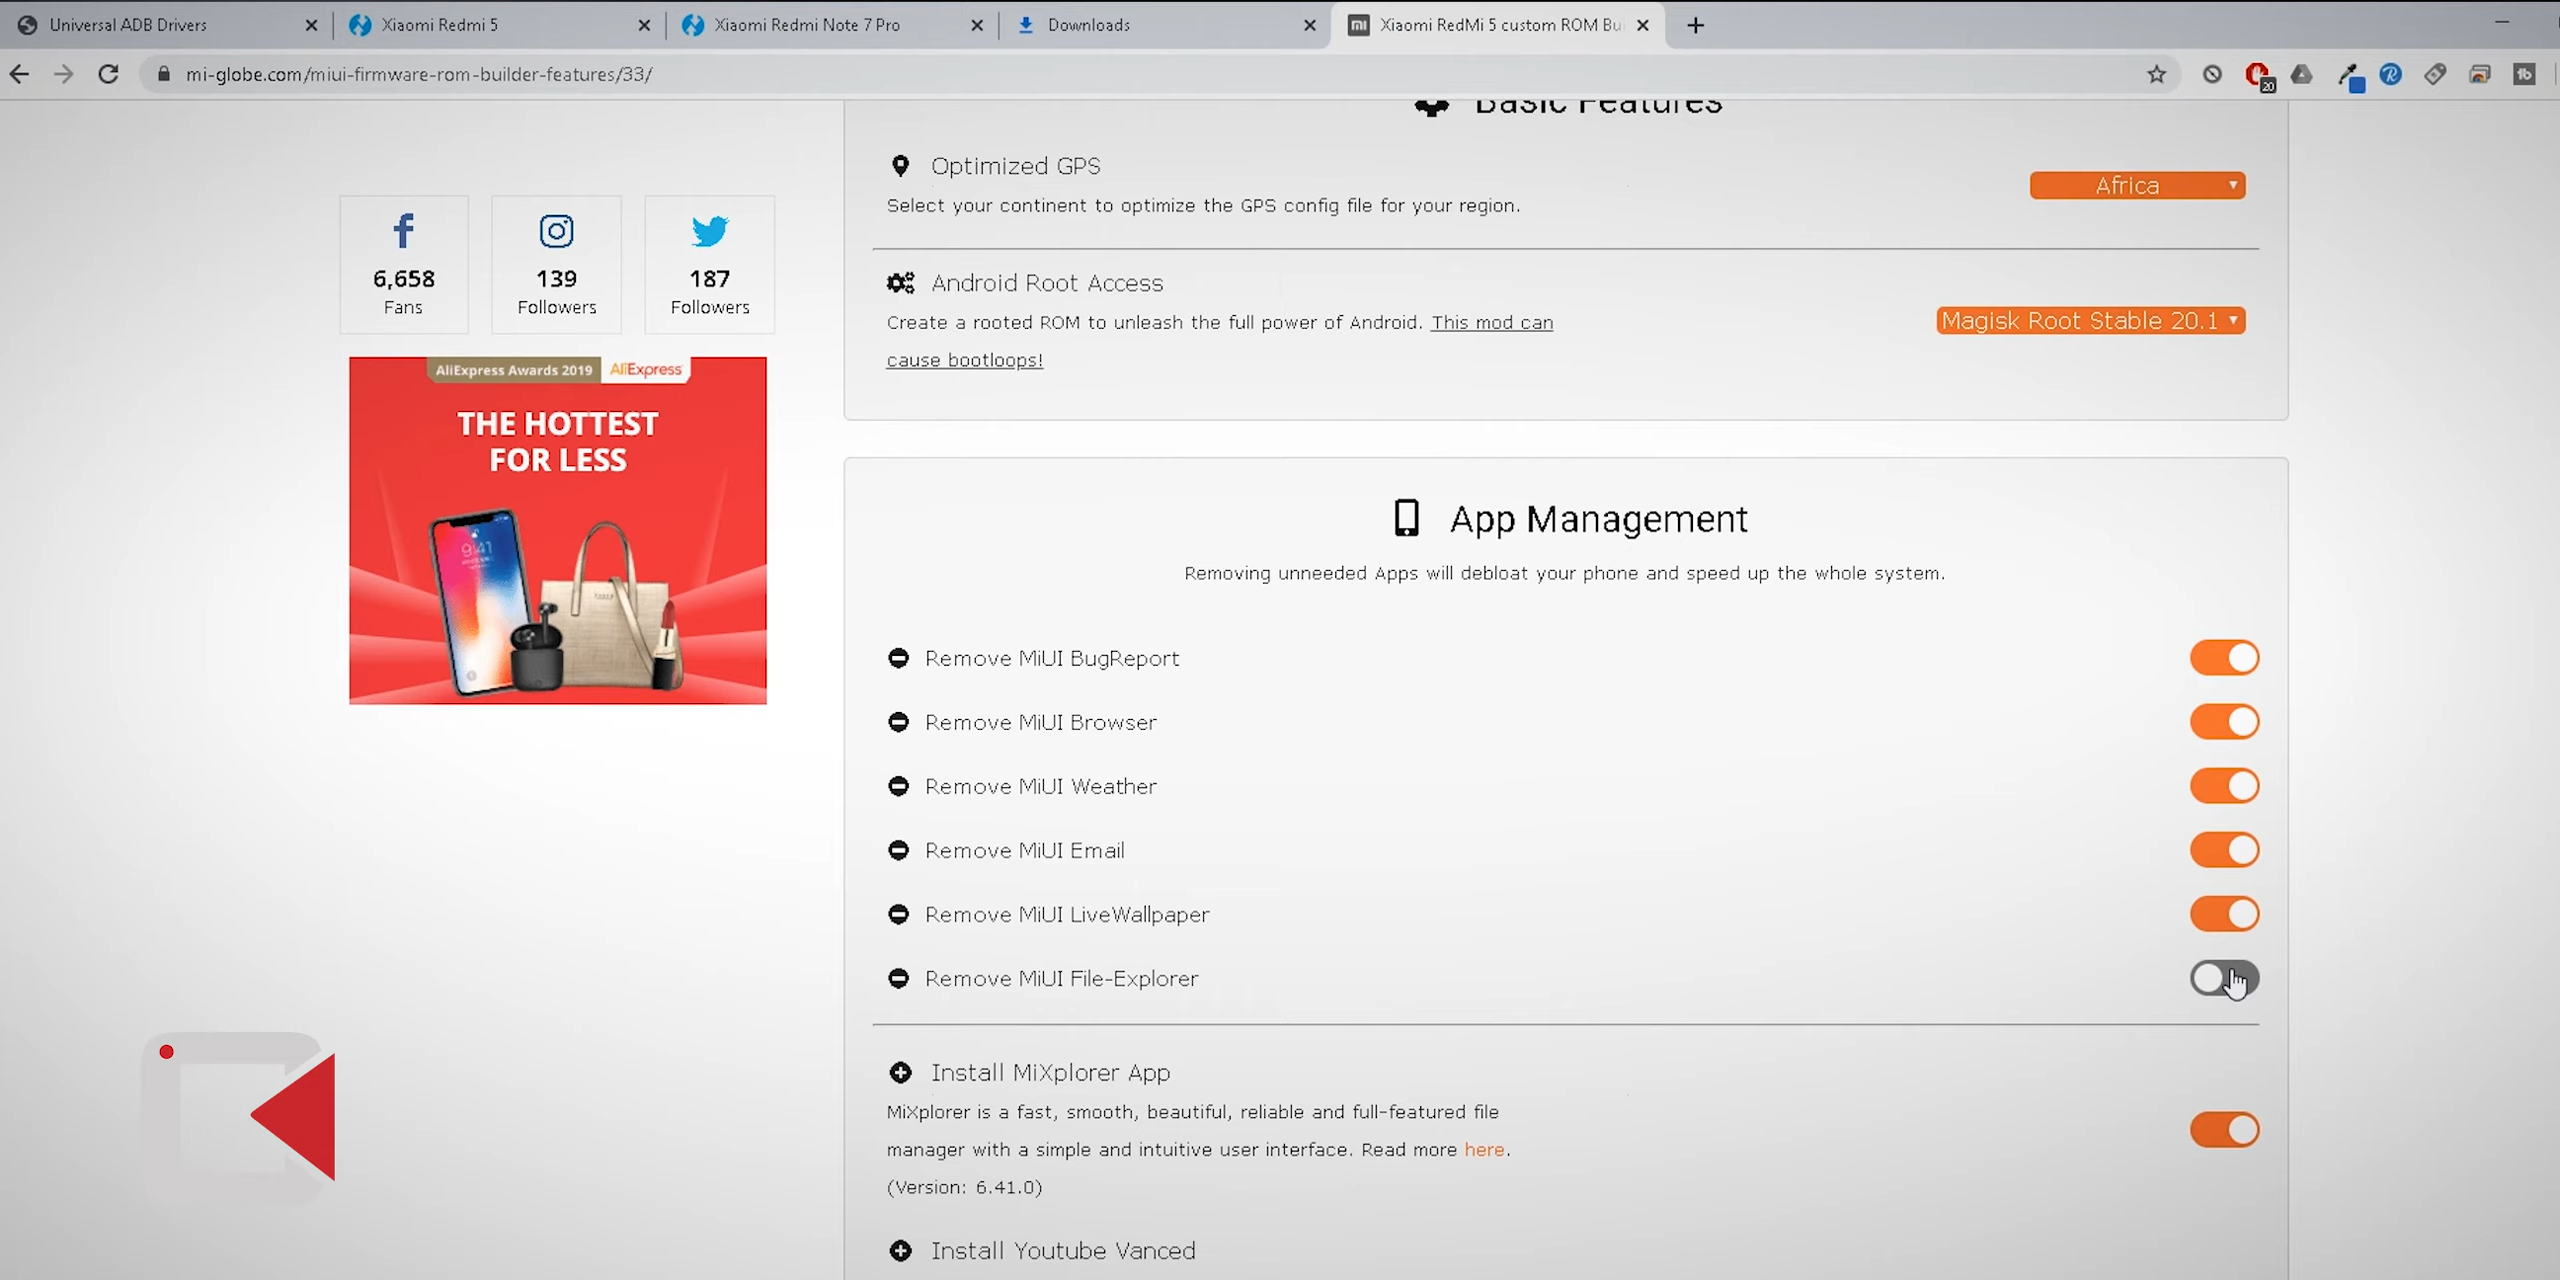 Universal ADB Drivers
Xiaomi Redmi 5
Xiaomi Redmi Note 7 Pro
Downloads
Xiaomi RedMi 5 custom ROM Bu
mi-globe.com/miui-firmware-rom-builder-features/33/
20
Basic Features
Optimized GPS
Africa
Select your continent to optimize the GPS config file for your region.
Android Root Access
Create a rooted ROM to unleash the full power of Android. This mod can
cause bootloops!
Magisk Root Stable 20.1
6,658
Fans
139
Followers
187
Followers
AliExpress Awards 2019 AliExpress
THE HOTTEST
FOR LESS
9:41
App Management
Removing unneeded Apps will debloat your phone and speed up the whole system.
Remove MiUI BugReport
Remove MiUI Browser
Remove MiUI Weather
Remove MiUI Email
Remove MiUI LiveWallpaper
Remove MiUI File-Explorer
Install MiXplorer App
MiXplorer is a fast, smooth, beautiful, reliable and full-featured file
manager with a simple and intuitive user interface. Read more here.
(Version: 6.41.0)
Install Youtube Vanced